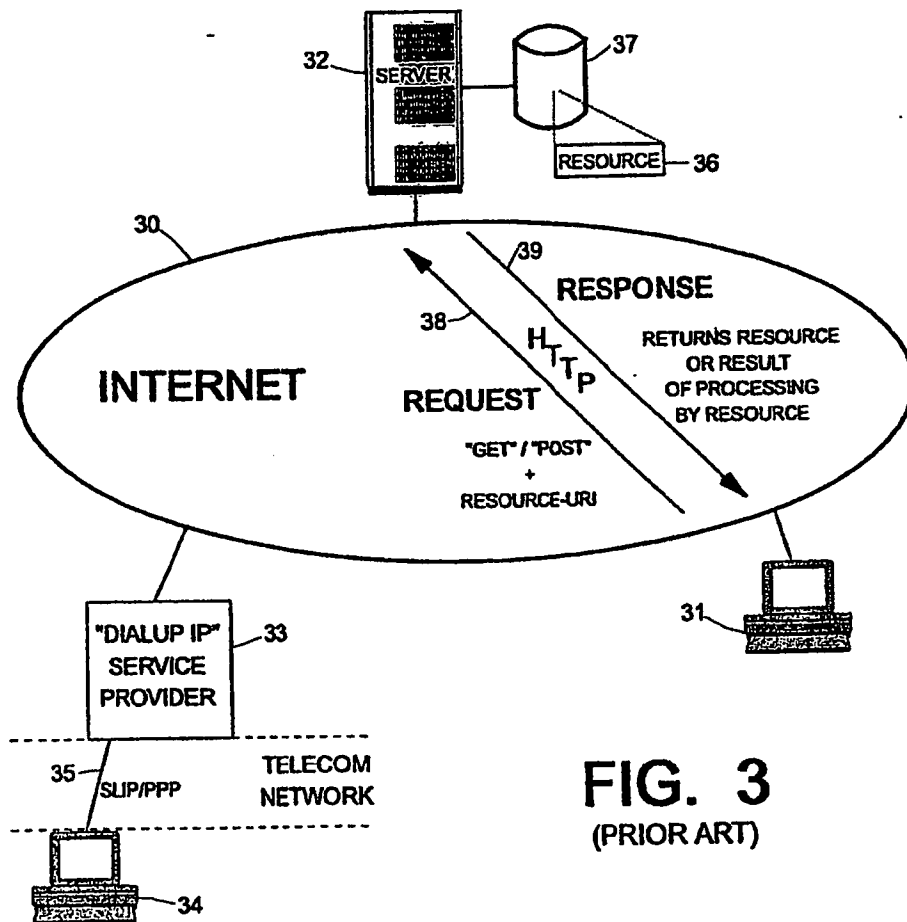 32
SERVER
37
RESOURCE
36
30
39
RESPONSE
38
HTTP
RETURNS RESOURCE
OR RESULT
OF PROCESSING
BY RESOURCE
INTERNET
REQUEST
"GET" / "POST"
+
RESOURCE-URI
31
"DIALUP IP"
SERVICE
PROVIDER
33
35
SLIP/PPP
TELECOM
NETWORK
34
FIG. 3
(PRIOR ART)